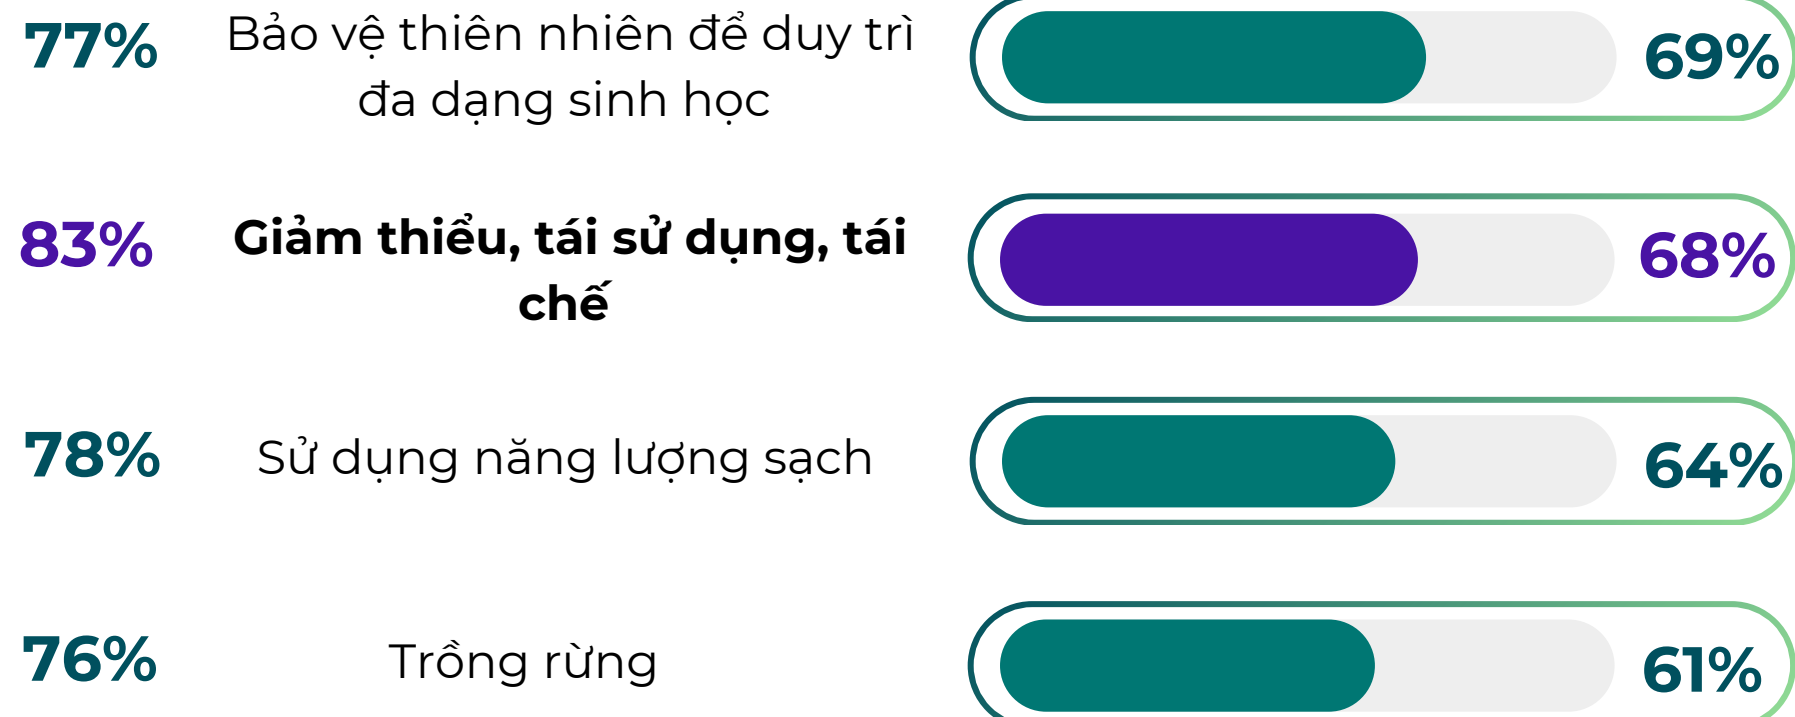 77% Bảo vệ thiên nhiên để duy trì 69%
đa dạng sinh học
83% Giảm thiểu, tái sử dụng, tái 68%
chế
78% Sử dụng năng lượng sạch 64%
76% Trồng rừng 61%